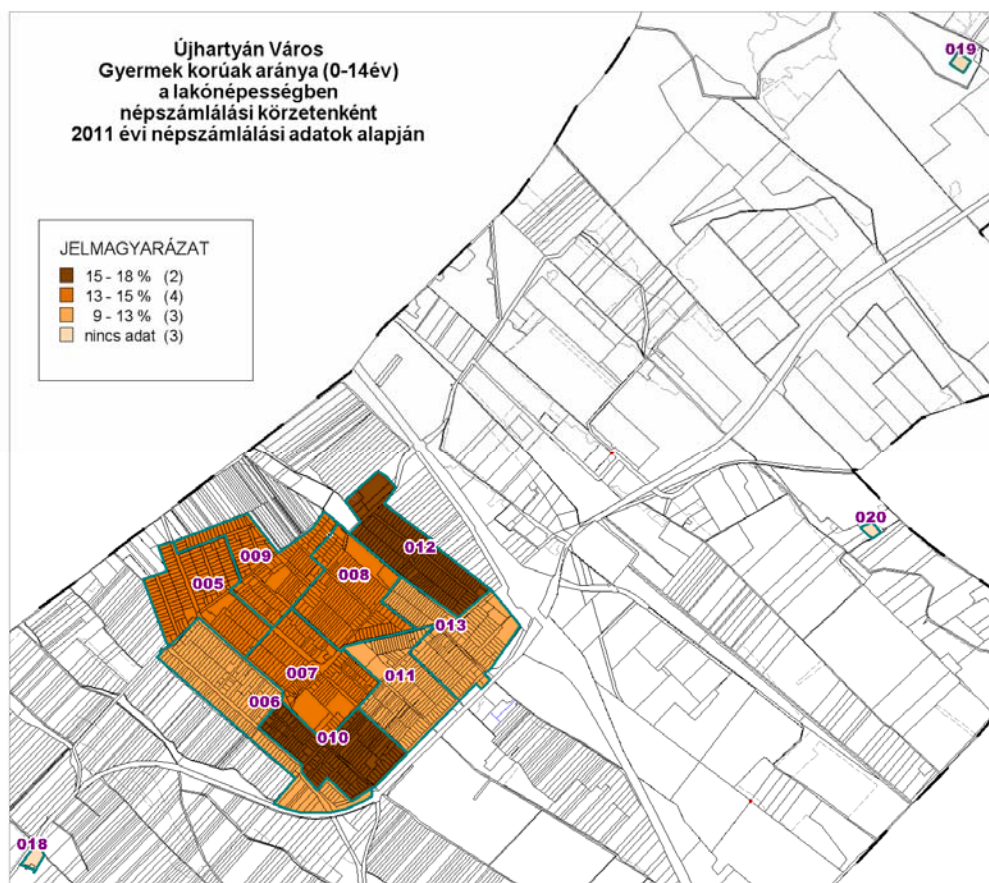 Újhartyán Város
Gyermek korúak aránya (0-14év)
a lakónépességben
népszámlálási körzetenként
2011 évi népszámlálási adatok alapján
JELMAGYARÁZAT
15 - 18 % (2)
13 - 15 % (4)
9 - 13 % (3)
nincs adat (3)
019
020
012
009
008
005
013
011
007
006
010
018